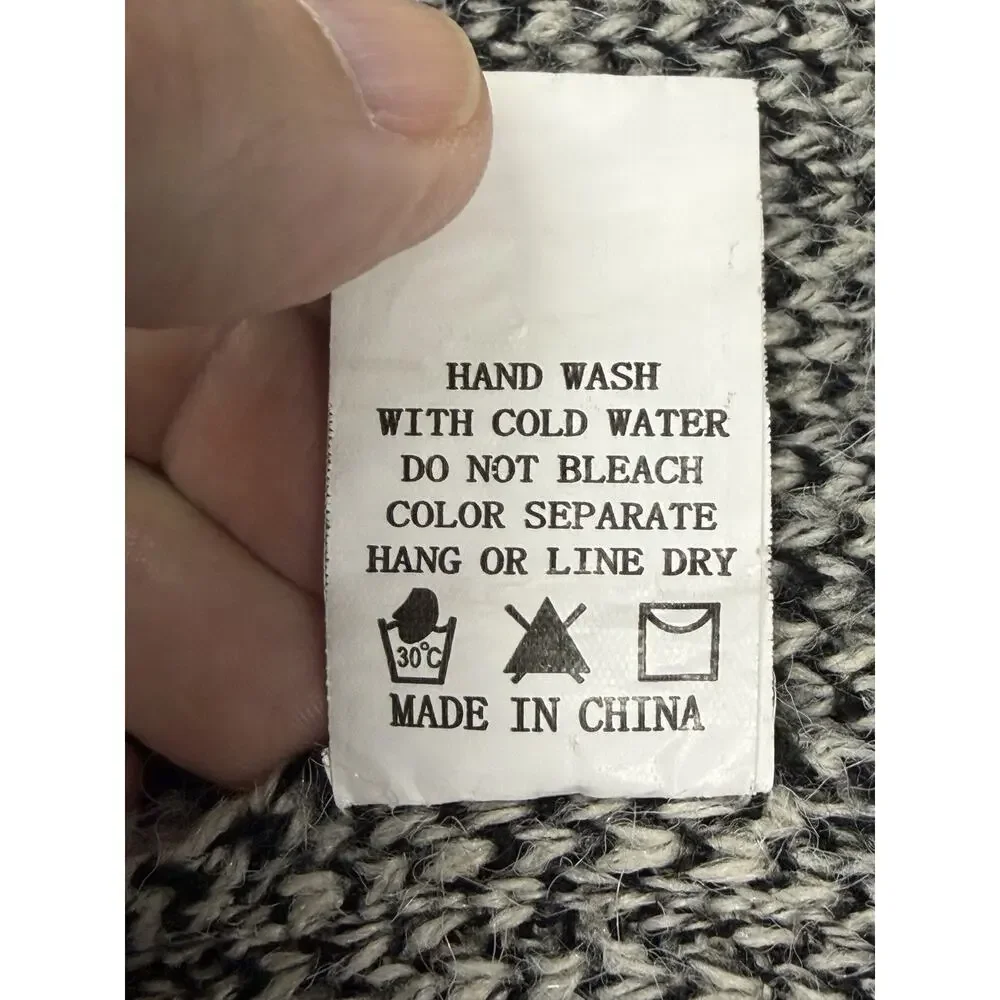 HAND WASH
WITH COLD WATER
DO NOT BLEACH
COLOR SEPARATE
HANG OR LINE DRY
30°C
MADE IN CHINA